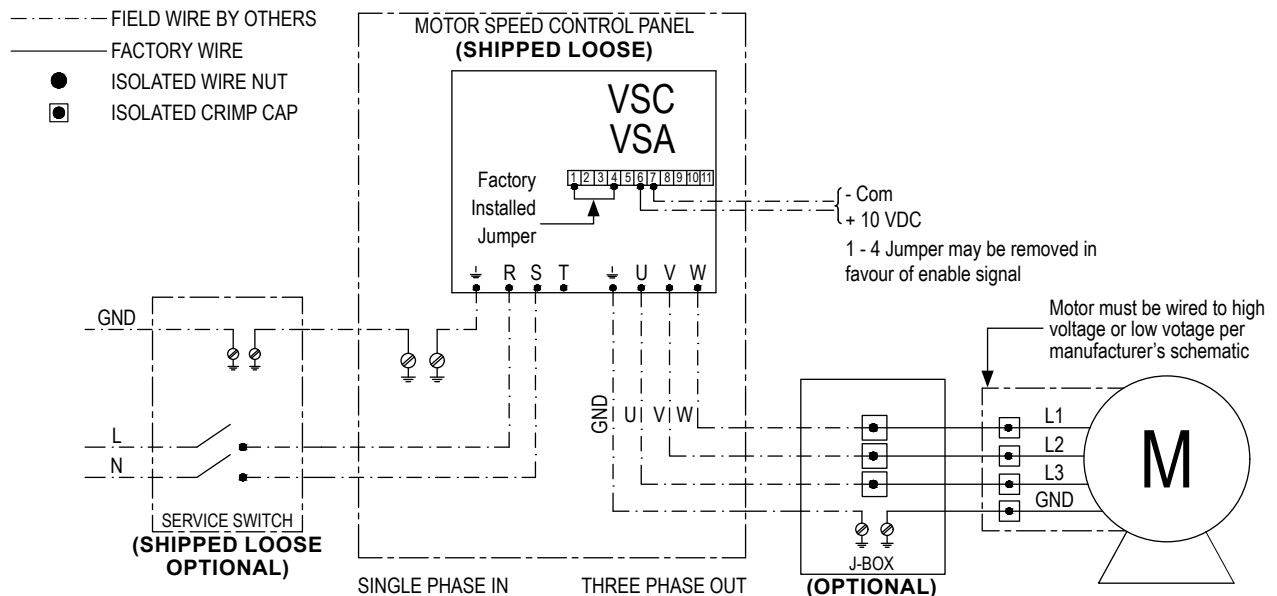 FIELD WIRE BY OTHERS
FACTORY WIRE
ISOLATED WIRE NUT
ISOLATED CRIMP CAP
MOTOR SPEED CONTROL PANEL
(SHIPPED LOOSE)
VSC
VSA
1 2 3 4 5 6 7 8 9 10 11
Factory
Installed
Jumper
- Com
+ 10 VDC
1 - 4 Jumper may be removed in
favour of enable signal
R S T U V W
GND
L
N
SERVICE SWITCH
(SHIPPED LOOSE
OPTIONAL)
GND U V W
SINGLE PHASE IN
THREE PHASE OUT
Motor must be wired to high
voltage or low votage per
manufacturer's schematic
L1
L2
L3
GND
M
J-BOX
(OPTIONAL)